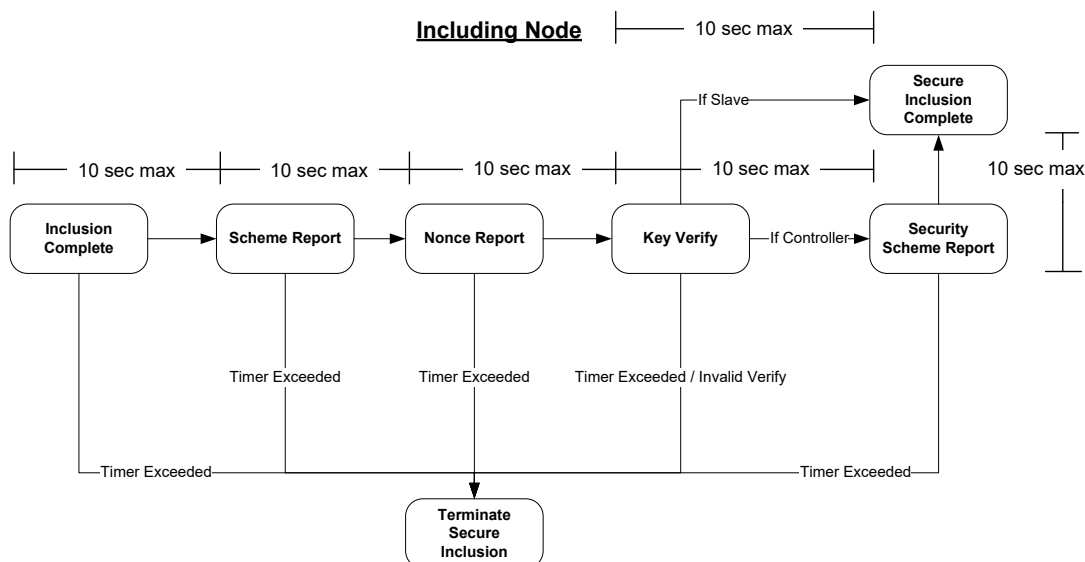 Including Node
10 sec max
Secure
Inclusion
Complete
If Slave
10 sec max
10 sec max
10 sec max
10 sec max
10 sec max
Inclusion
Complete
Scheme Report
Nonce Report
Key Verify
If Controller
Security
Scheme Report
Timer Exceeded
Timer Exceeded
Timer Exceeded / Invalid Verify
Timer Exceeded
Timer Exceeded
Terminate
Secure
Inclusion